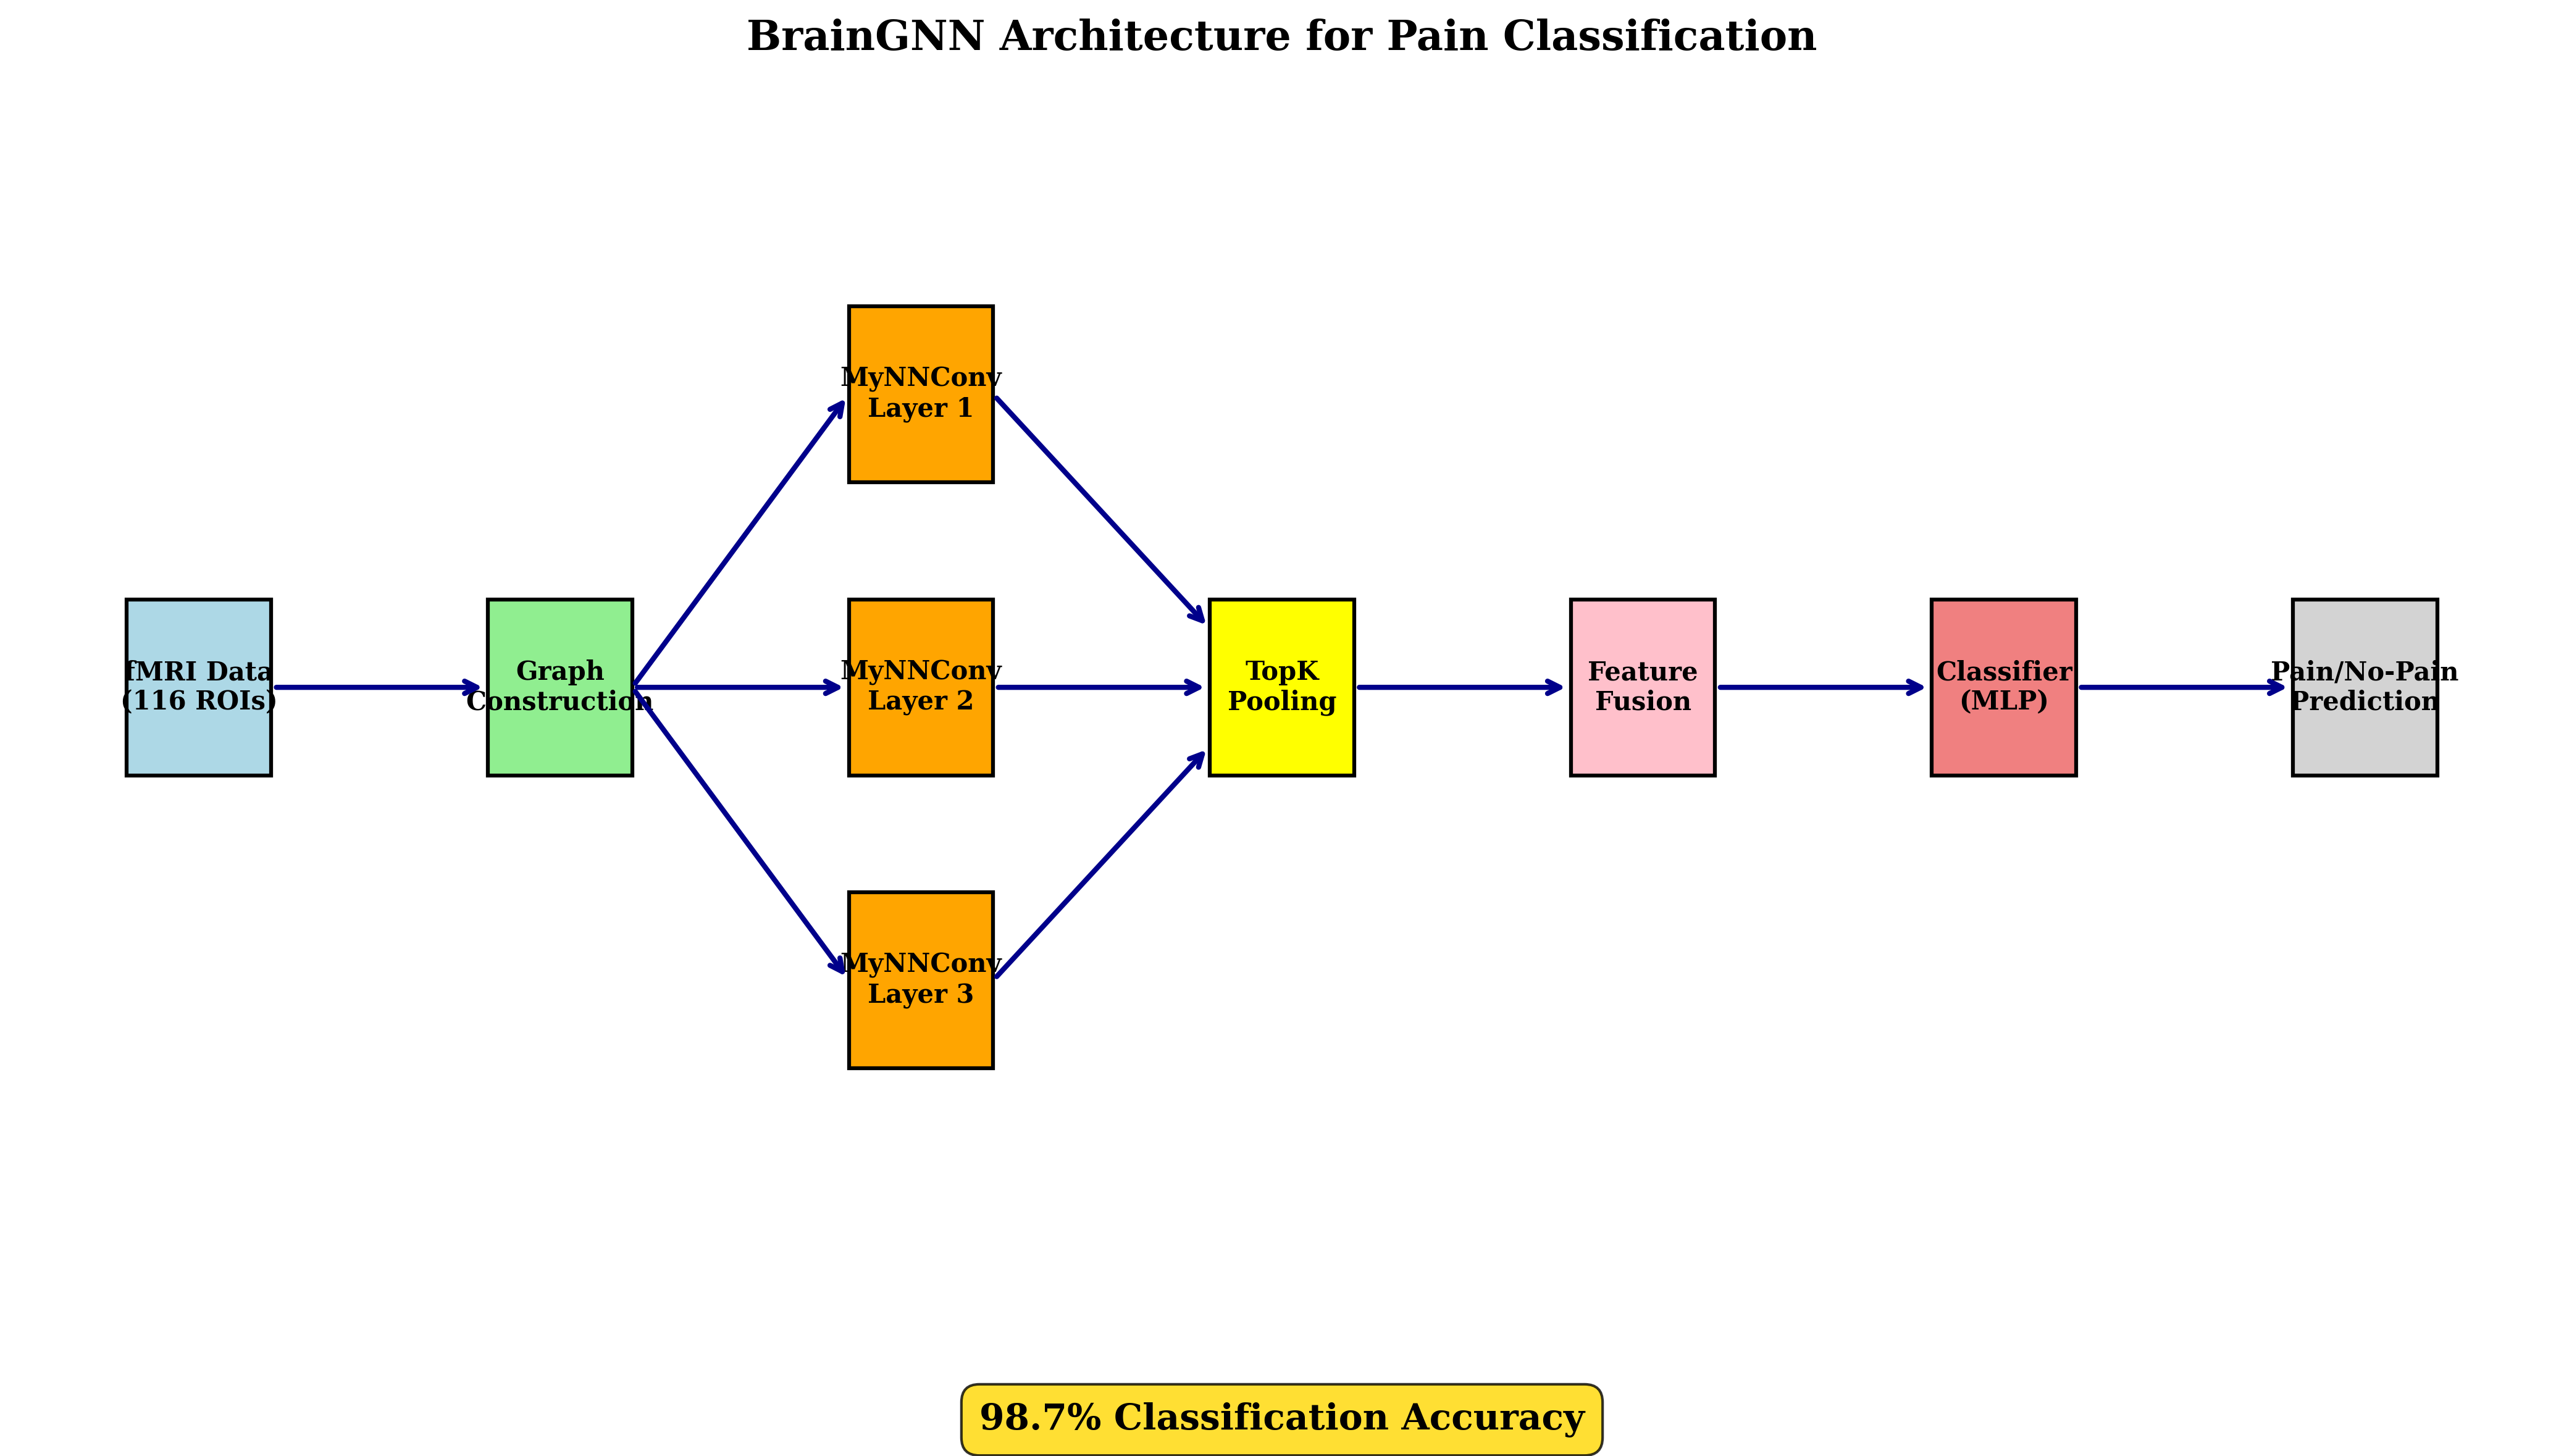 BrainGNN Architecture for Pain Classification
MyNNConv
Layer 1
fMRI Data
(116 ROIs)
Graph
Construction
MyNNConv
Layer 2
TopK
Pooling
Feature
Fusion
Classifier
(MLP)
Pain/No-Pain
Prediction
MyNNConv
Layer 3
98.7% Classification Accuracy